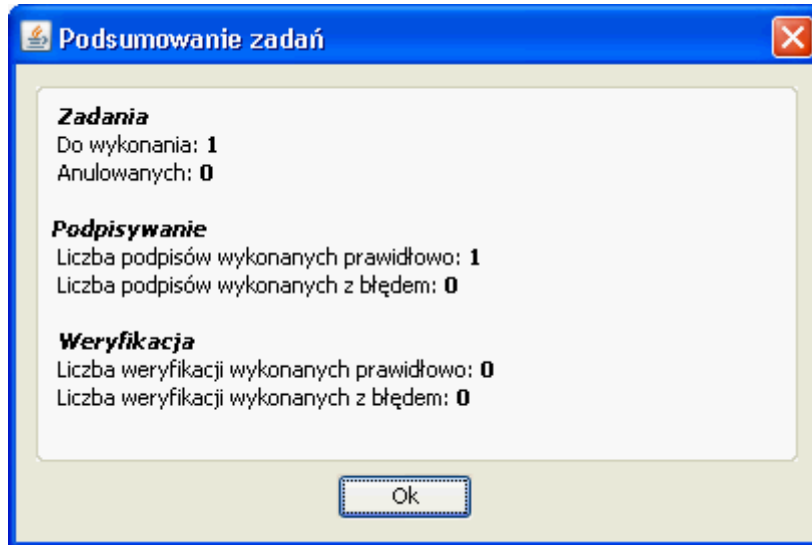 Podsumowanie zadań
Zadania
Do wykonania: 1
Anulowanych: 0
Podpisywanie
Liczba podpisów wykonanych prawidłowo: 1
Liczba podpisów wykonanych z błędem: 0
Weryfikacja
Liczba weryfikacji wykonanych prawidłowo: 0
Liczba weryfikacji wykonanych z błędem: 0
Ok